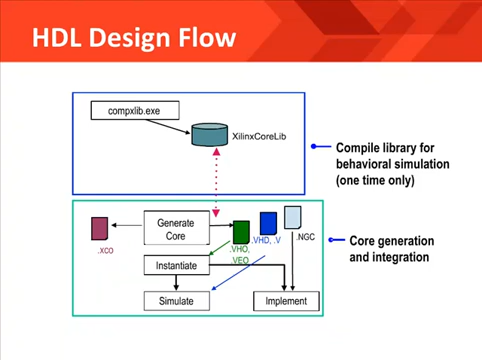 HDL Design Flow
compxlib.exe
XilinxCoreLib
Compile library for
behavioral simulation
(one time only)
Generate
Core
.XCO
.VHO,
.VEO
.VHD, .V
.NGC
Core generation
and integration
Instantiate
Simulate
Implement